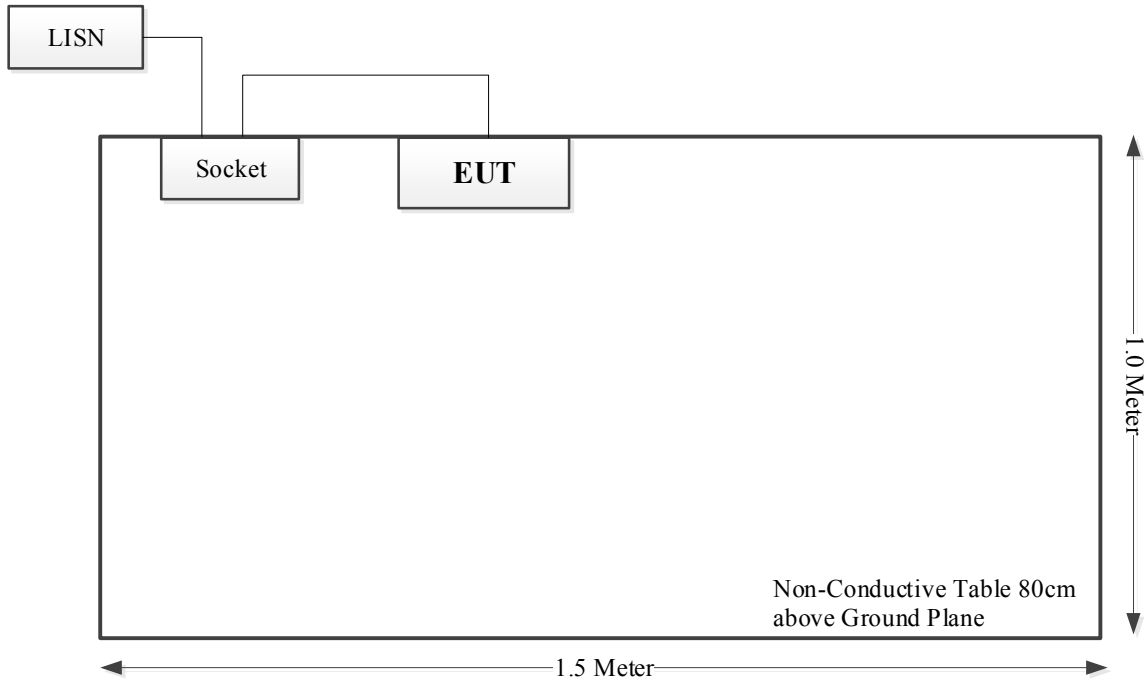 LISN
Socket
EUT
1.0 Meter
Non-Conductive Table 80cm
above Ground Plane
1.5 Meter